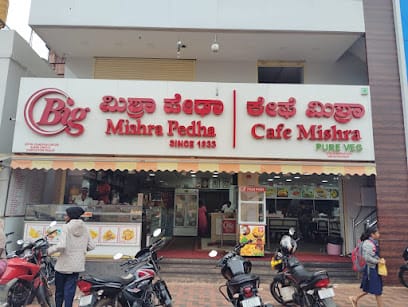 Big
ಮಿಶ್ರಾ ಪೇಡಾ
Mishra Pedha
SINCE 1933
ಕೆಫೆ ಮಿಶ್ರಾ
Cafe Mishra
PURE VEG